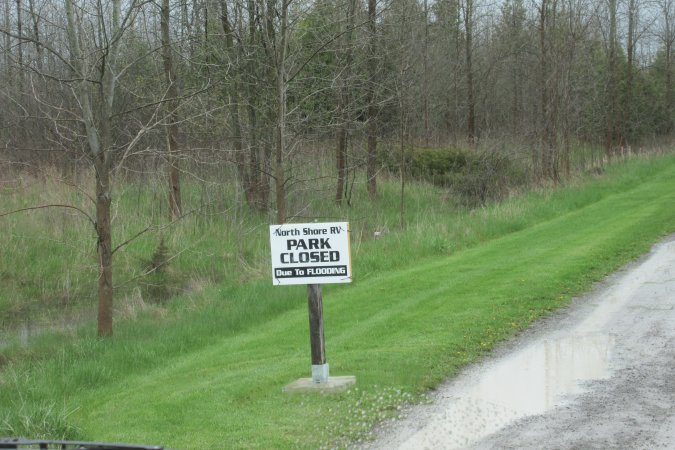 North Shore RV
PARK
CLOSED
Due To FLOODING